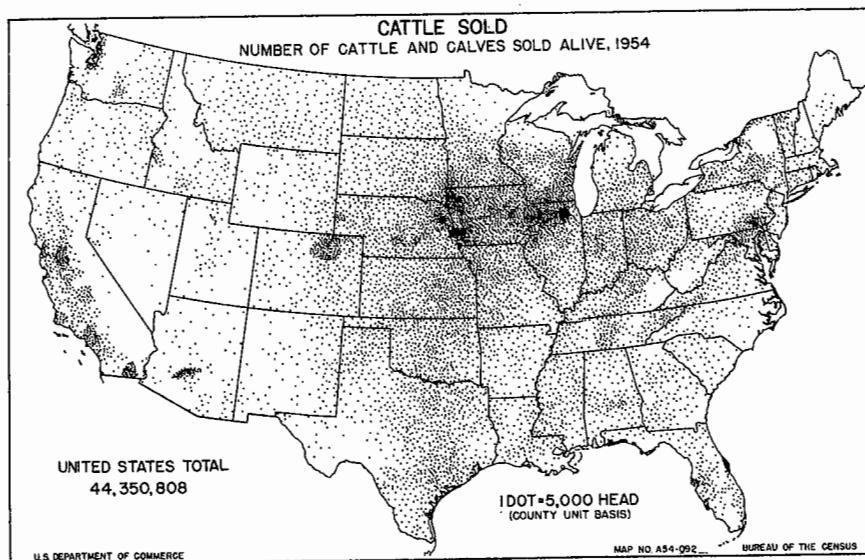 CATTLE SOLD
NUMBER OF CATTLE AND CALVES SOLD ALIVE, 1954
UNITED STATES TOTAL
44,350,808
1 DOT=5,000 HEAD
(COUNTY UNIT BASIS)
U.S. DEPARTMENT OF COMMERCE
MAP NO. A54-092
BUREAU OF THE CENSUS